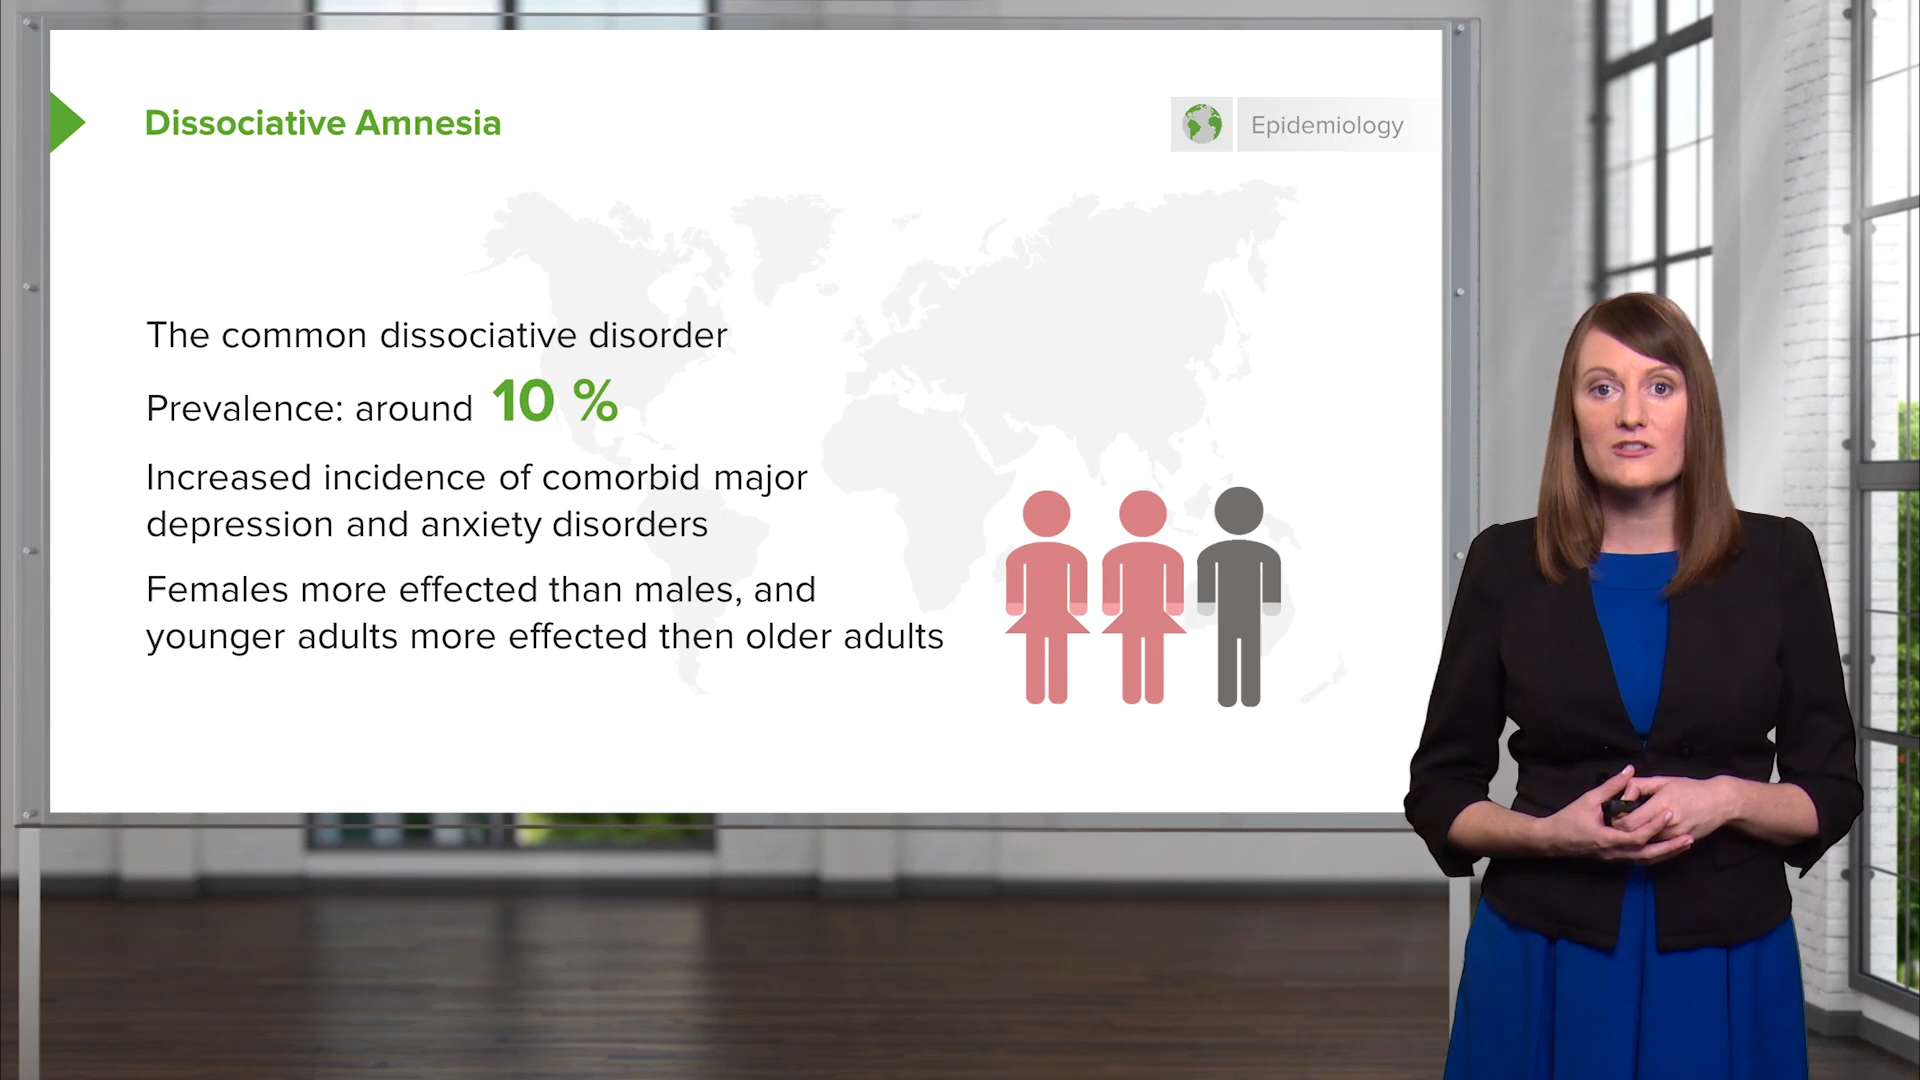 Dissociative Amnesia
Epidemiology
The common dissociative disorder
Prevalence: around 10 %
Increased incidence of comorbid major
depression and anxiety disorders
Females more effected than males, and
younger adults more effected then older adults